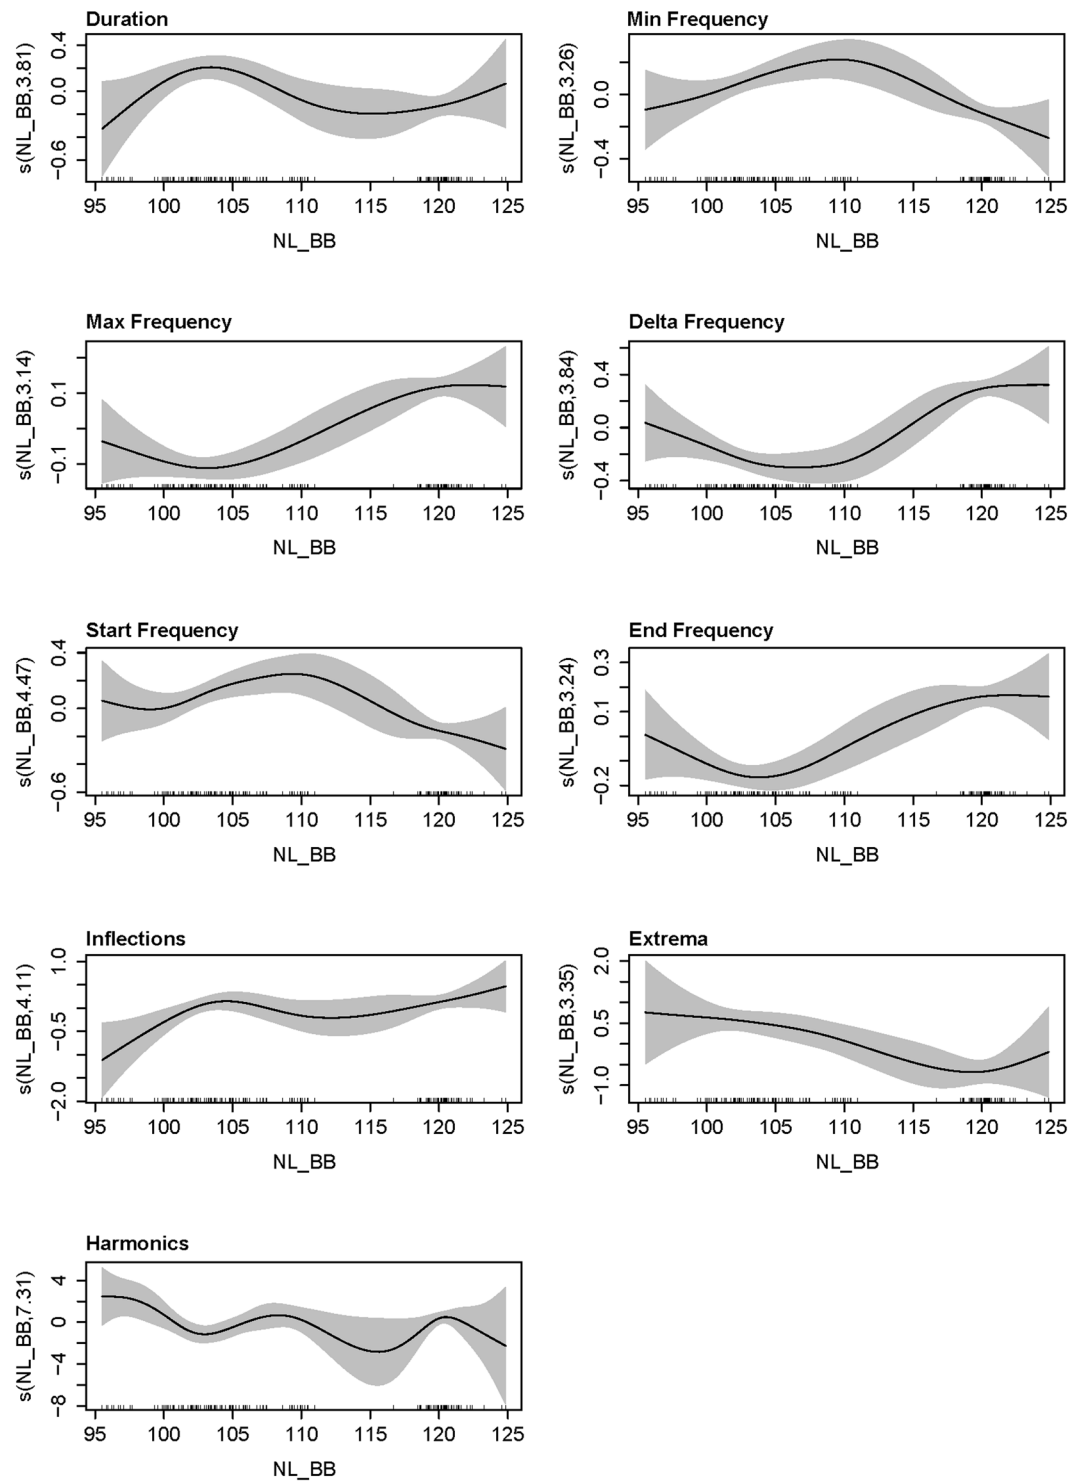 Duration
s(NL_BB,3.81)
0.4
0.0
−0.6
95 100 105 110 115 120 125
NL_BB
Min Frequency
s(NL_BB,3.26)
0.0
−0.4
95 100 105 110 115 120 125
NL_BB
Max Frequency
s(NL_BB,3.14)
0.1
−0.1
95 100 105 110 115 120 125
NL_BB
Delta Frequency
s(NL_BB,3.84)
0.4
0.0
−0.4
95 100 105 110 115 120 125
NL_BB
Start Frequency
s(NL_BB,4.47)
0.4
0.0
−0.6
95 100 105 110 115 120 125
NL_BB
End Frequency
s(NL_BB,3.24)
0.3
0.1
−0.2
95 100 105 110 115 120 125
NL_BB
Inflections
s(NL_BB,4.11)
1.0
−0.5
−2.0
95 100 105 110 115 120 125
NL_BB
Extrema
s(NL_BB,3.35)
2.0
0.5
−1.0
95 100 105 110 115 120 125
NL_BB
Harmonics
s(NL_BB,7.31)
4
0
−4
−8
95 100 105 110 115 120 125
NL_BB